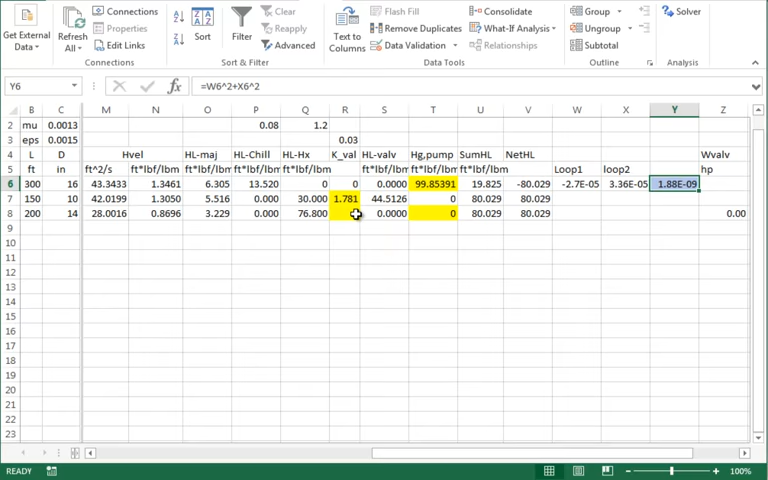 Connections Clear Flash Fill Consolidate Group Solver
Properties Reapply Remove Duplicates What-If Analysis Ungroup
Get External Data Refresh All Edit Links Sort Filter Advanced Text to Columns Data Validation Relationships Subtotal
Connections Sort & Filter Data Tools Outline Analysis
Y6 fx =W6^2+X6^2
B C M N O P Q R S T U V W X Y Z
2 mu 0.0013 0.08 1.2
3 eps 0.0015 0.03
4 L D Hvel HL-maj HL-Chill HL-Hx K_val HL-valv Hg,pump SumHL NetHL Wvalv
5 ft in ft^2/s ft*lbf/lbm ft*lbf/lbm ft*lbf/lbm ft*lbf/lbm ft*lbf/lbm ft*lbf/lbm ft*lbf/lbm Loop1 loop2 hp
6 300 16 43.3433 1.3461 6.305 13.520 0 0 0.0000 99.85391 19.825 -80.029 -2.7E-05 3.36E-05 1.88E-09
7 150 10 42.0199 1.3050 5.516 0.000 30.000 1.781 44.5126 0 80.029 80.029
8 200 14 28.0016 0.8696 3.229 0.000 76.800 0.0000 0 80.029 80.029 0.00
9
10
11
12
13
14
15
16
17
18
19
20
21
22
23
READY 100%